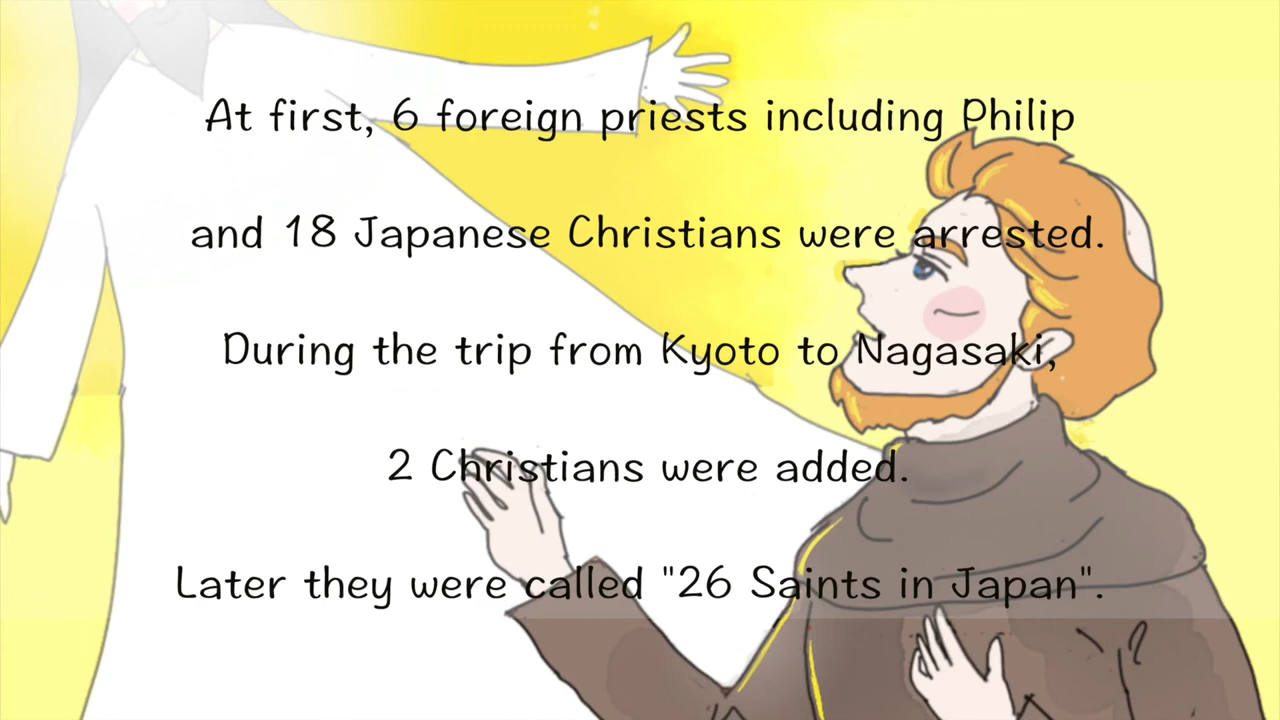 At first, 6 foreign priests including Philip
and 18 Japanese Christians were arrested.
During the trip from Kyoto to Nagasaki,
2 Christians were added.
Later they were called "26 Saints in Japan".